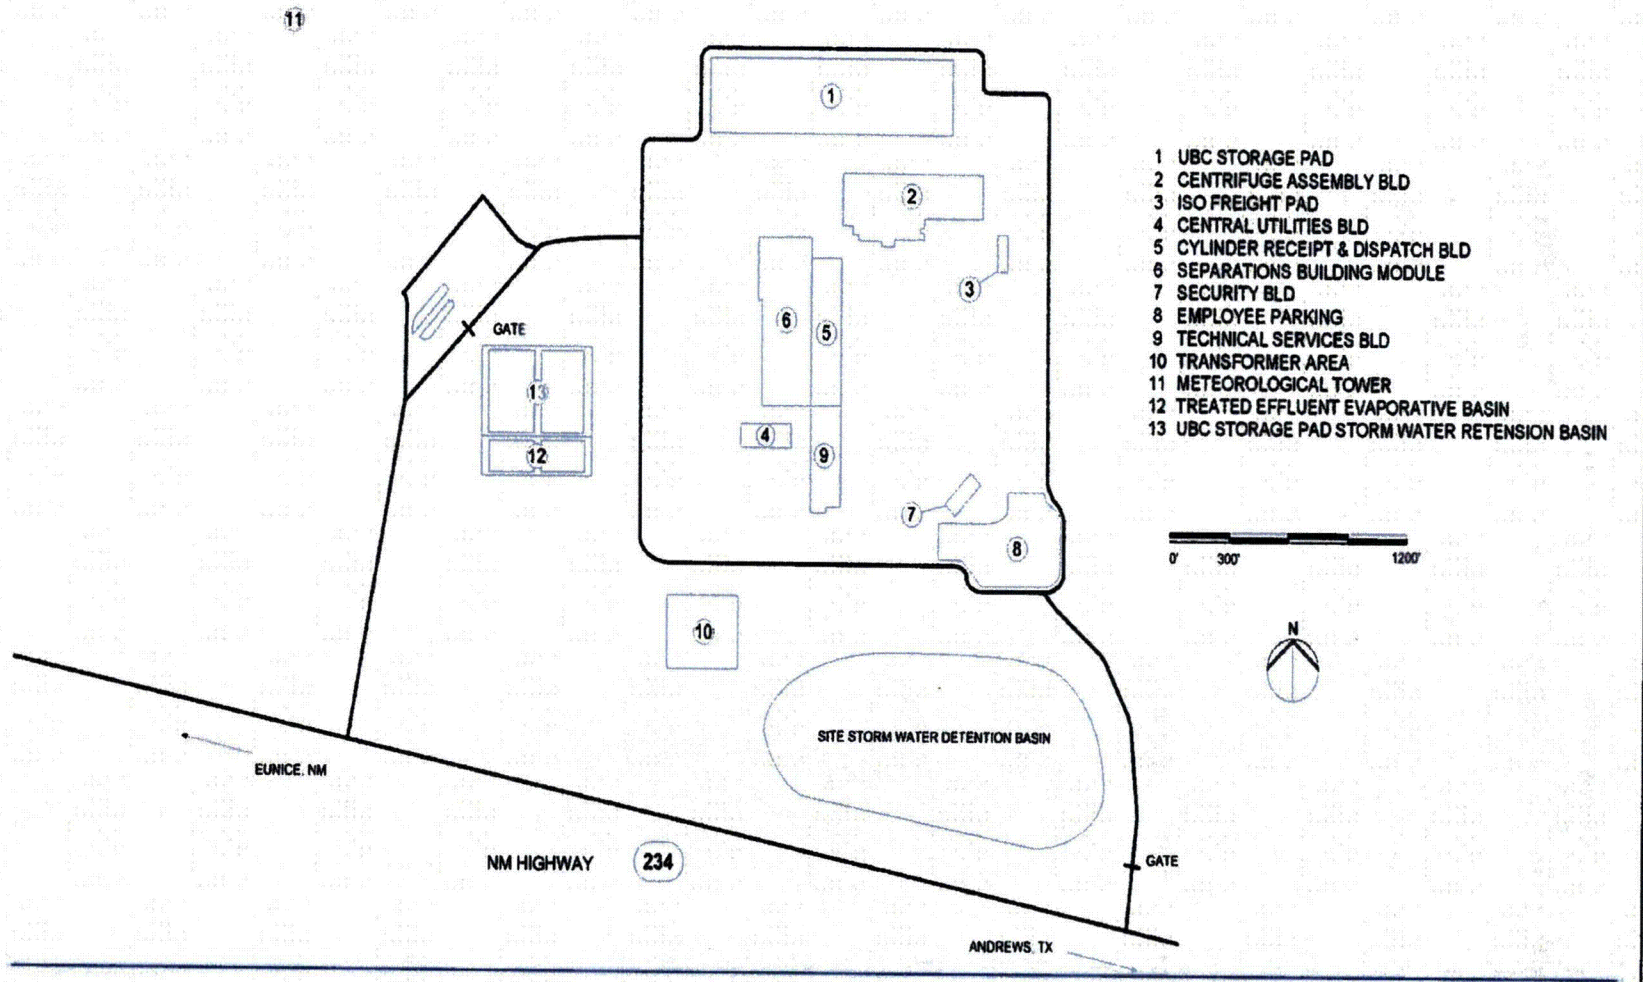 11
1
1 UBC STORAGE PAD
2 CENTRIFUGE ASSEMBLY BLD
3 ISO FREIGHT PAD
4 CENTRAL UTILITIES BLD
5 CYLINDER RECEIPT & DISPATCH BLD
6 SEPARATIONS BUILDING MODULE
7 SECURITY BLD
8 EMPLOYEE PARKING
9 TECHNICAL SERVICES BLD
10 TRANSFORMER AREA
11 METEOROLOGICAL TOWER
12 TREATED EFFLUENT EVAPORATIVE BASIN
13 UBC STORAGE PAD STORM WATER RETENSION BASIN
2
3
6
5
GATE
13
4
9
12
7
8
0' 300' 1200'
10
N
SITE STORM WATER DETENTION BASIN
EUNICE, NM
NM HIGHWAY 234
GATE
ANDREWS, TX